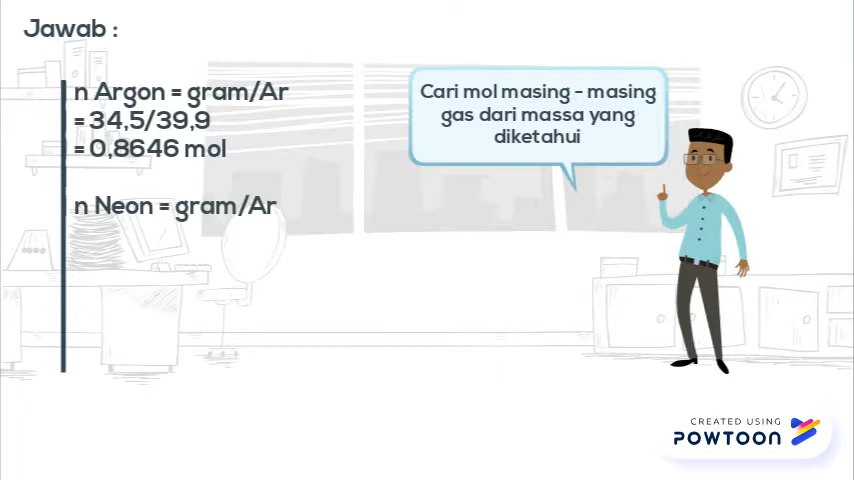 Jawab :
n Argon = gram/Ar
= 34,5/39,9
= 0,8646 mol
n Neon = gram/Ar
Cari mol masing - masing
gas dari massa yang
diketahui
CREATED USING
POWTOON